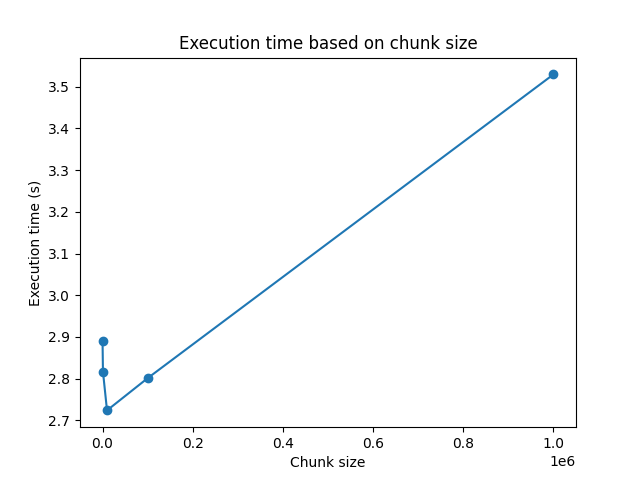 Execution time based on chunk size
3.5
3.4
3.3
3.2
3.1
3.0
2.9
2.8
2.7
Execution time (s)
0.0 0.2 0.4 0.6 0.8 1.0
1e6
Chunk size